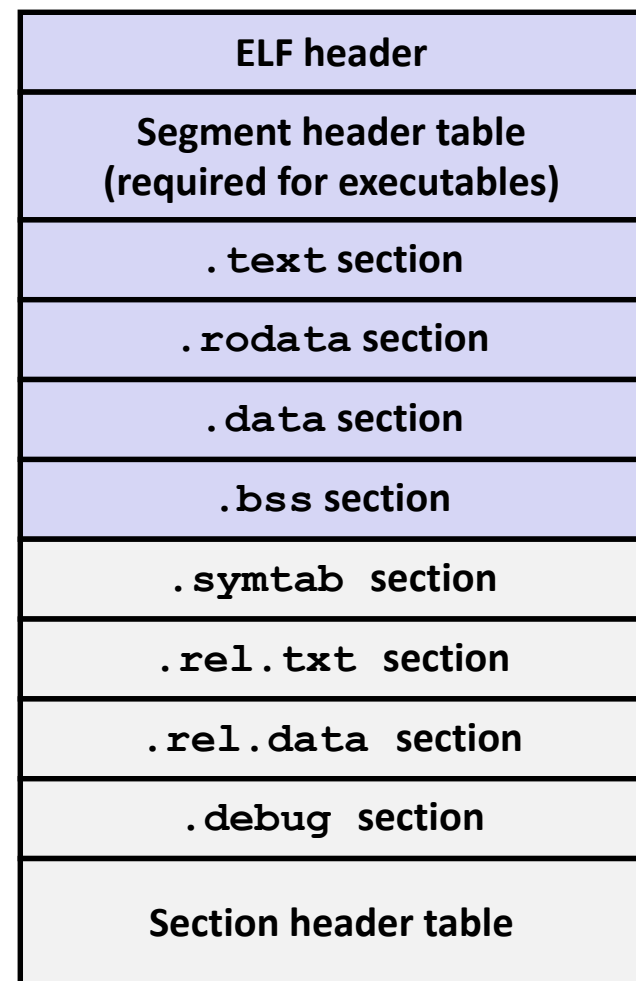 ELF header
Segment header table
(required for executables)
.text section
.rodata section
.data section
.bss section
.symtab section
.rel.txt section
.rel.data section
.debug section
Section header table